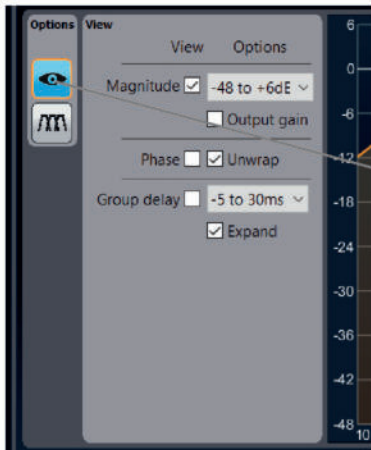 Options
View
View Options
Magnitude -48 to +6dE
Output gain
Phase Unwrap
Group delay -5 to 30ms
Expand
6
0
-6
-12
-18
-24
-30
-36
-42
-48
10